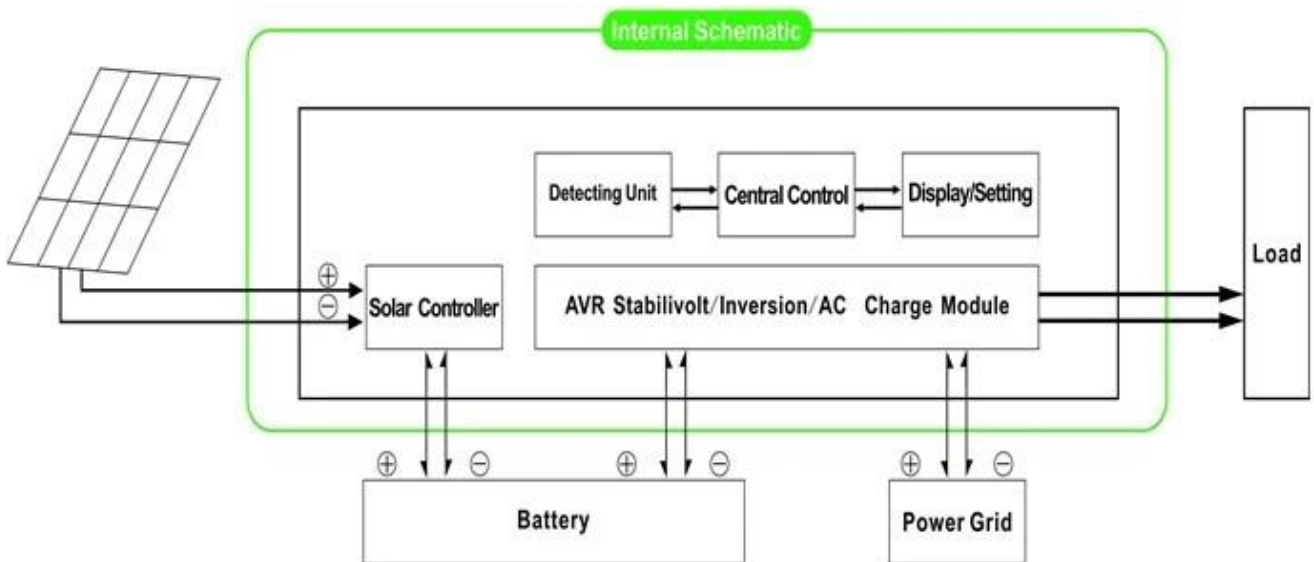 Internal Schematic
Detecting Unit
Central Control
Display/Setting
Load
⊕
⊖
Solar Controller
AVR Stabilivolt/Inversion/AC Charge Module
⊕ ⊖ ⊕ ⊖ ⊕ ⊖
Battery
Power Grid